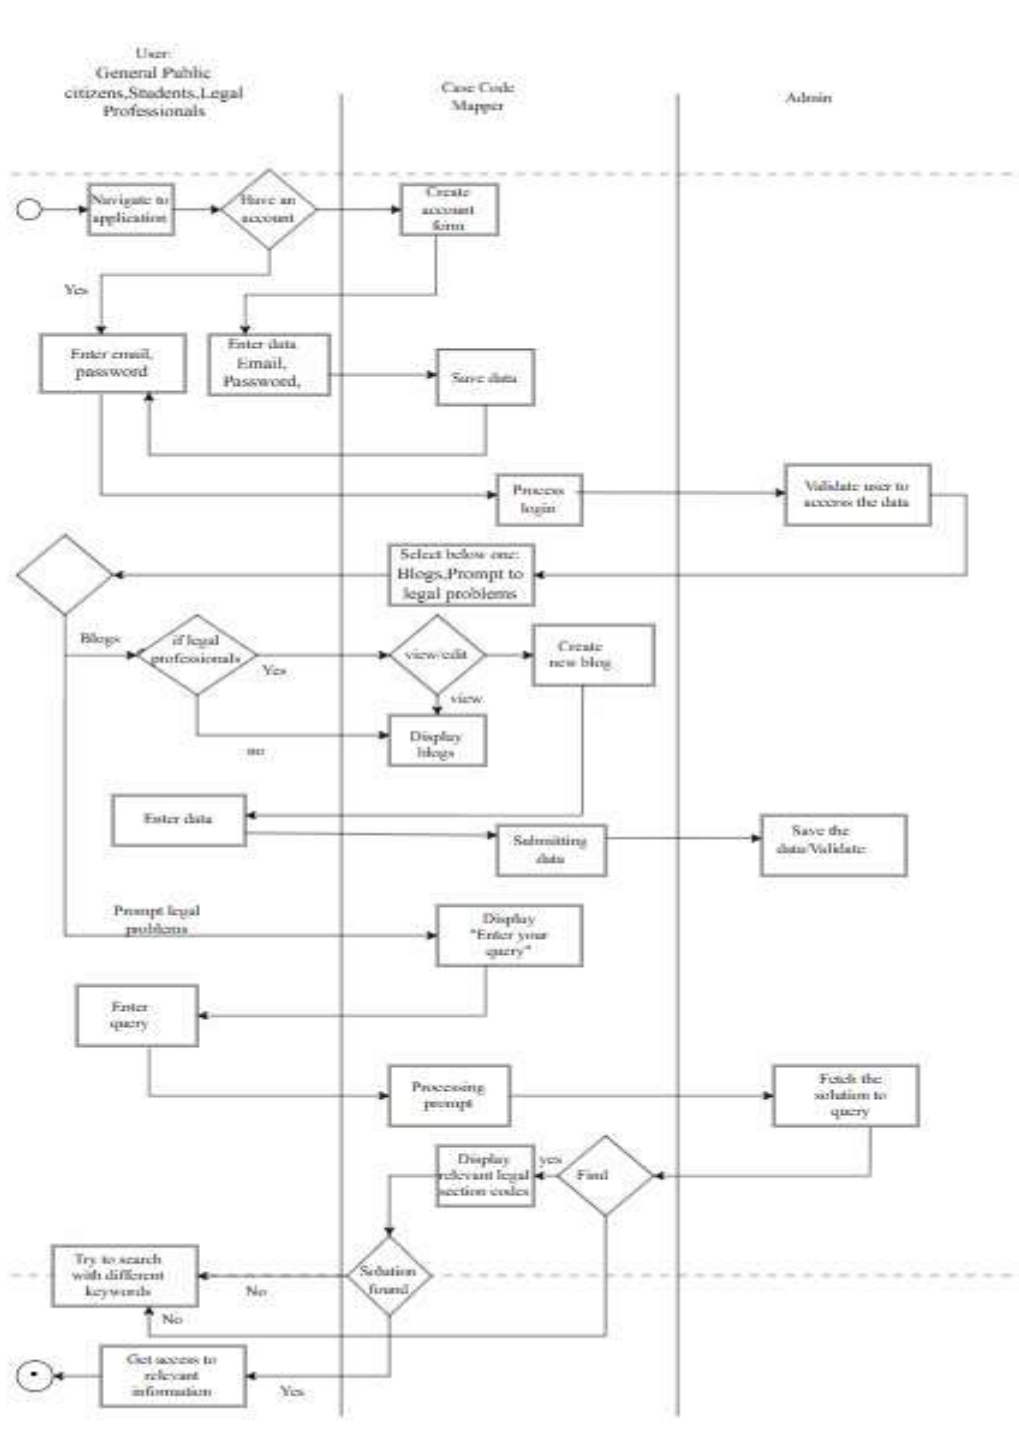 User:
General Public
citizens,Students,Legal
Professionals
Case Code
Mapper
Admin
Navigate to
application
Have an
account
Create
account
form
Yes
Enter email,
password
Enter data
Email,
Password,
Save data
Process
login
Validate user to
access the data
Select below one:
Blogs,Prompt to
legal problems
Blogs
if legal
professionals
Yes
view/edit
Create
new blog
view
no
Display
blogs
Enter data
Submitting
data
Save the
data/Validate
Prompt legal
problems
Display
"Enter your
query"
Enter
query
Processing
prompt
Fetch the
solution to
query
Display
relevant legal
section codes
yes
Find
Try to search
with different
keywords
No
Solution
found
No
Get access to
relevant
information
Yes